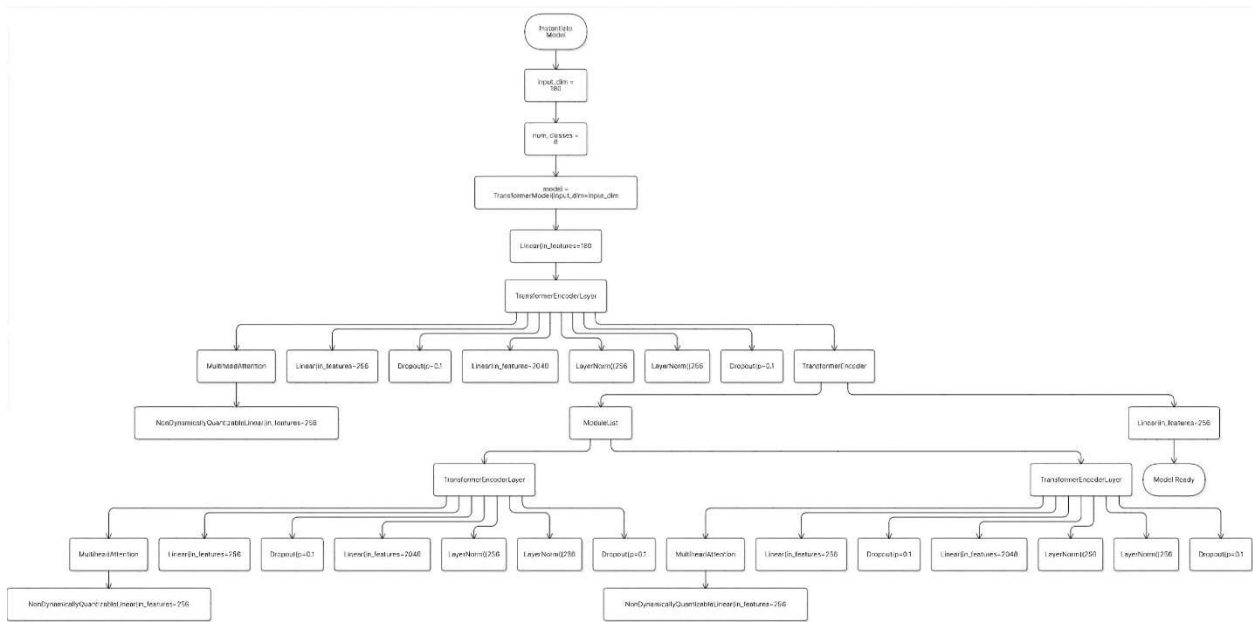 Instantiate
Model
input_dim =
180
num_classes =
model =
TransformerModel(input_dim=input_dim
Linear(in_features=180
TransformerEncoderLayer
MultiheadAttention
Linear(in_features=256
Dropout(p=0.1
Linear(in_features=2048
LayerNorm((256
LayerNorm((256
Dropout(p=0.1
TransformerEncoder
NonDynamicallyQuantizableLinear(in_features=256
ModuleList
Linear(in_features=256
TransformerEncoderLayer
TransformerEncoderLayer
Model Ready
MultiheadAttention
Linear(in_features=256
Dropout(p=0.1
Linear(in_features=2048
LayerNorm((256
LayerNorm((256
Dropout(p=0.1
MultiheadAttention
Linear(in_features=256
Dropout(p=0.1
Linear(in_features=2048
LayerNorm((256
LayerNorm((256
Dropout(p=0.1
NonDynamicallyQuantizableLinear(in_features=256
NonDynamicallyQuantizableLinear(in_features=256